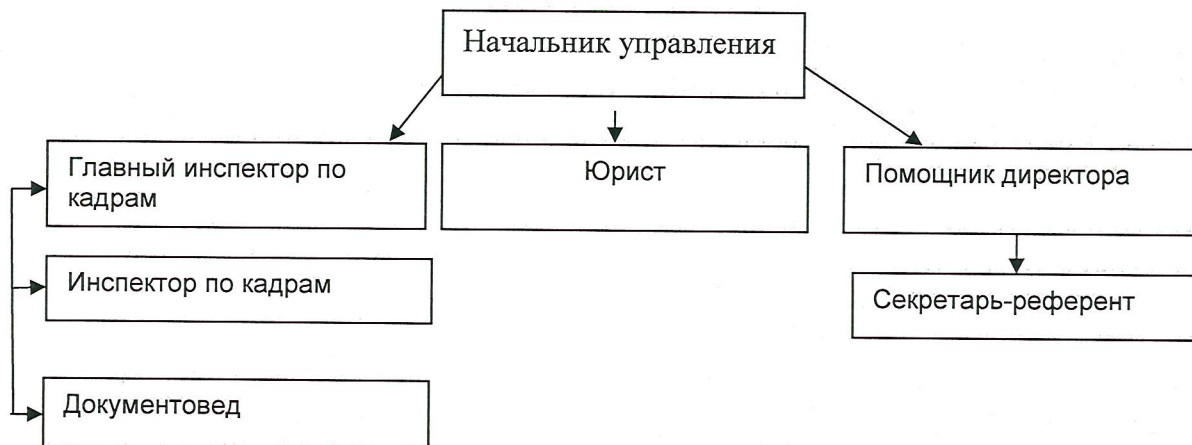 Начальник управления
Главный инспектор по
кадрам
Юрист
Помощник директора
Инспектор по кадрам
Секретарь-референт
Документовед